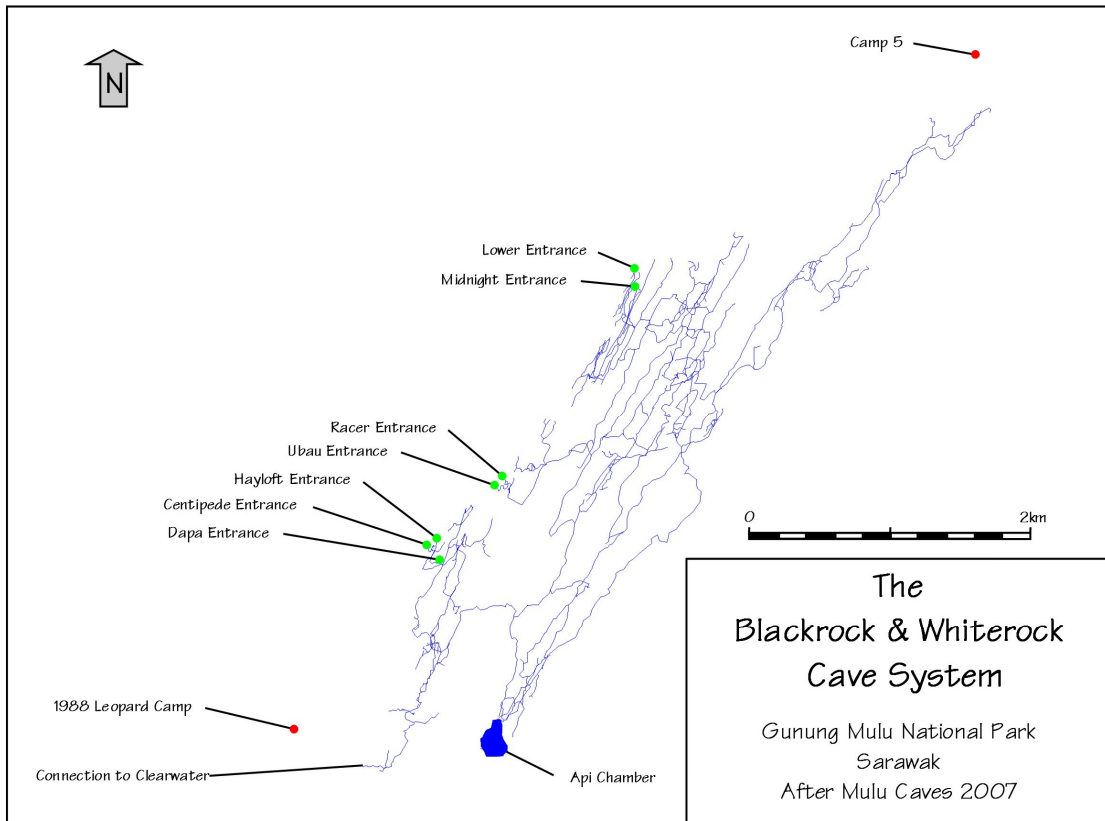 Camp 5
N
Lower Entrance
Midnight Entrance
Racer Entrance
Ubau Entrance
Hayloft Entrance
Centipede Entrance
Dapa Entrance
0 2km
The
Blackrock & Whiterock
Cave System
1988 Leopard Camp
Gunung Mulu National Park
Sarawak
After Mulu Caves 2007
Connection to Clearwater
Api Chamber